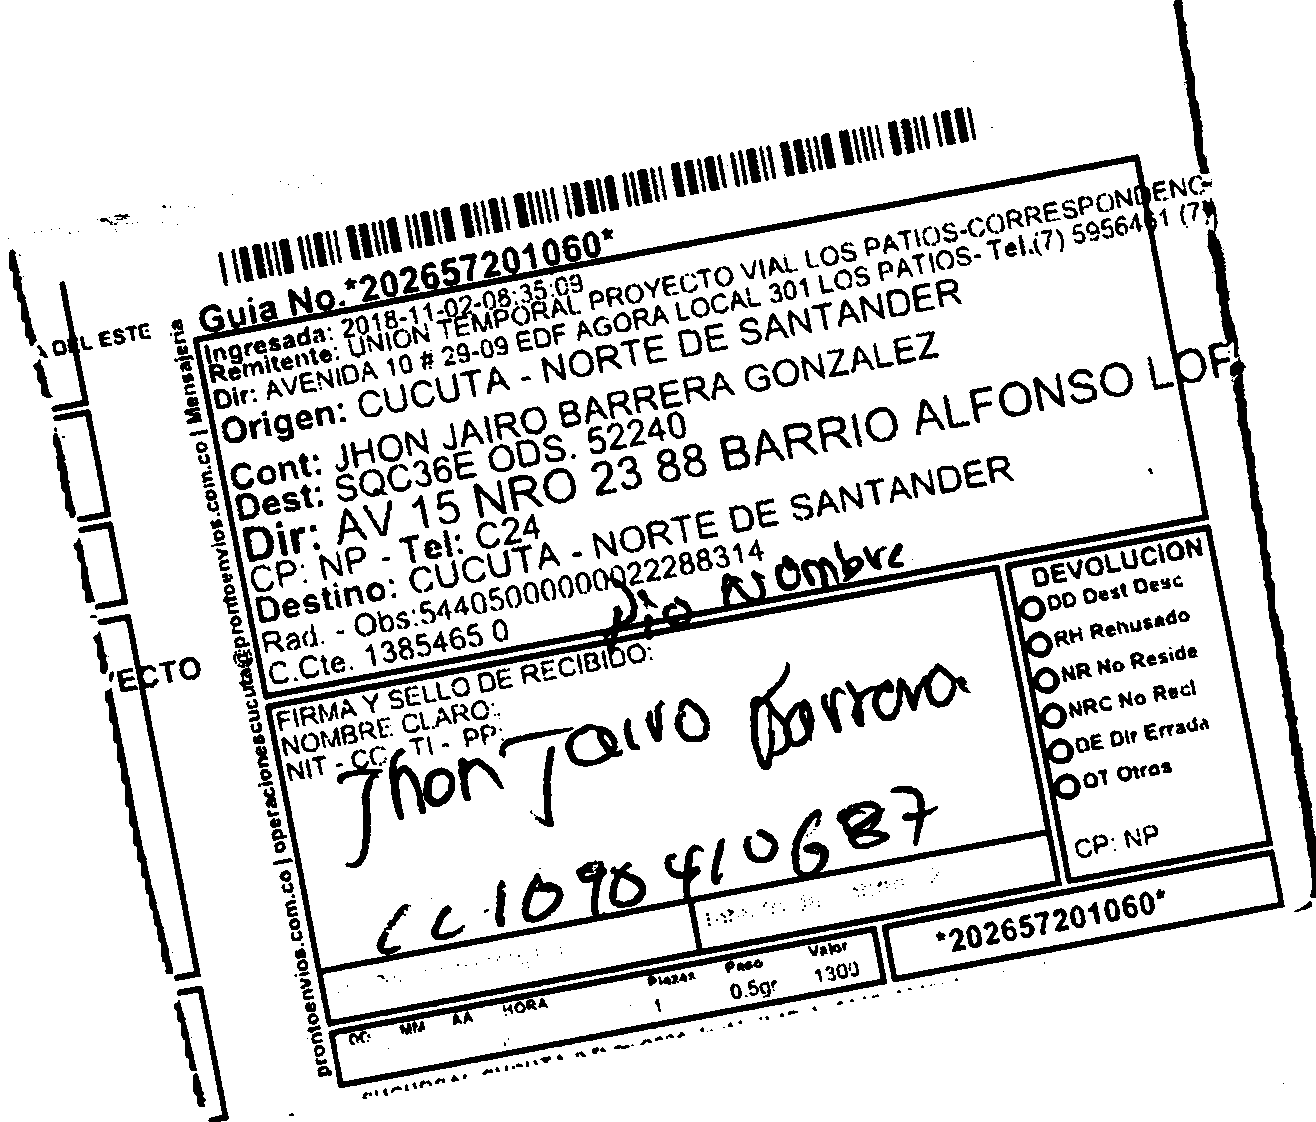 Guia No.*202657201060*
Ingresada: 2018-11-02-08:35:09
Remitente: UNION TEMPORAL PROYECTO VIAL LOS PATIOS-CORRESPONDENC
Dir: AVENIDA 10 # 29-09 EDF AGORA LOCAL 301 LOS PATIOS- Tel.(7) 5956461 (7)
Origen: CUCUTA - NORTE DE SANTANDER
Cont: JHON JAIRO BARRERA GONZALEZ
Dest: SQC36E ODS. 52240
Dir: AV 15 NRO 23 88 BARRIO ALFONSO LOF
CP: NP - Tel: C24
Destino: CUCUTA - NORTE DE SANTANDER
Rad. - Obs:544050000000022288314
C.Cte. 1385465 0
Dio Nombre
FIRMA Y SELLO DE RECIBIDO:
NOMBRE CLARO:
NIT - CC - TI - PP:
Jhon Jairo Barrera
CC 1090410687
DEVOLUCION
DD Dest Desc
RH Rehusado
NR No Reside
NRC No Recl
DE Dir Errada
OT Otros
CP: NP
DD MM AA HORA
Piezas Peso Valor
1 0.5gr 1300
*202657201060*
prontoenvios.com.co | operacionescucuta@prontoenvios.com.co | Mensajeria
DEL ESTE
ECTO